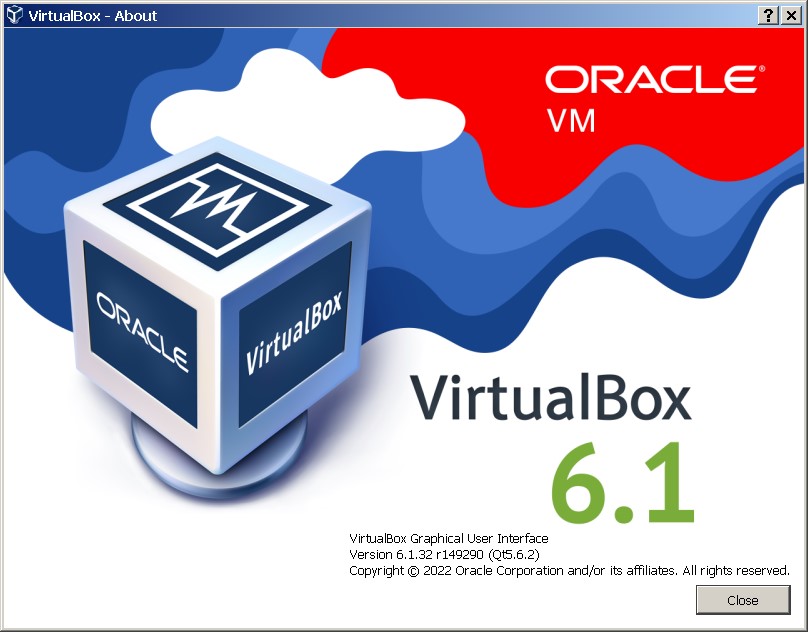 VirtualBox - About
ORACLE®
VM
ORACLE
VirtualBox
VirtualBox
6.1
VirtualBox Graphical User Interface
Version 6.1.32 r149290 (Qt5.6.2)
Copyright © 2022 Oracle Corporation and/or its affiliates. All rights reserved.
Close